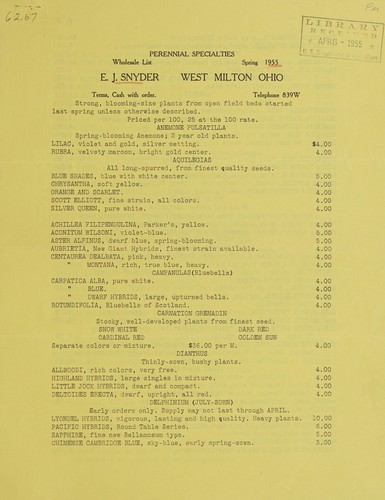 62.67
LIBRARY
RECEIVED
APR 6 - 1955
PERENNIAL SPECIALTIES
Wholesale List Spring 1955
E. J. SNYDER WEST MILTON OHIO
Terms, Cash with order. Telephone 839W
Strong, blooming-size plants from open field beds started
last spring unless otherwise described.
Priced per 100, 25 at the 100 rate.
ANEMONE PULSATILLA
Spring-blooming Anemone; 2 year old plants.
LILAC, violet and gold, silver netting. $4.00
RUBRA, velvety maroon, bright gold center. 4.00
AQUILEGIAS
All long-spurred, from finest quality seeds.
BLUE SHADES, blue with white center. 5.00
CHRYSANTHA, soft yellow. 4.00
ORANGE AND SCARLET. 4.00
SCOTT ELLIOTT, fine strain, all colors. 4.00
SILVER QUEEN, pure white. 4.00
ACHILLEA FILIPENDULINA, Parker's, yellow. 4.00
ACONITUM WILSONI, violet-blue. 5.00
ASTER ALPINUS, dwarf blue, spring-blooming. 5.00
AUBRIETTA, New Giant Hybrids, finest strain available. 4.00
CENTAUREA DEALBATA, pink, heavy. 4.00
" MONTANA, rich, true blue, heavy. 4.00
CAMPANULAS(Bluebells)
CARPATICA ALBA, pure white. 4.00
" BLUE. 4.00
" DWARF HYBRIDS, large, upturned bells. 4.00
ROTUNDIFOLIA, Bluebells of Scotland. 4.00
CARNATION GRENADIN
Stocky, well-developed plants from finest seed.
SNOW WHITE DARK RED
CARDINAL RED GOLDEN SUN
Separate colors or mixture. $36.00 per M. 4.00
DIANTHUS
Thinly-sown, bushy plants.
ALLWOODI, rich colors, very free. 4.00
HIGHLAND HYBRIDS, large singles in mixture. 4.00
LITTLE JOCK HYBRIDS, dwarf and compact. 4.00
DELTOIDES ERECTA, dwarf, upright, all red. 4.00
DELPHINIUM (JULY-SOWN)
Early orders only. Supply may not last through APRIL.
LYONDEL HYBRIDS, vigorous, lasting and high quality. Heavy plants. 10.00
PACIFIC HYBRIDS, Round Table Series. 6.00
SAPPHIRE, fine new Bellamosum type. 5.00
CHINENSE CAMBRIDGE BLUE, sky-blue, early spring-sown. 3.00